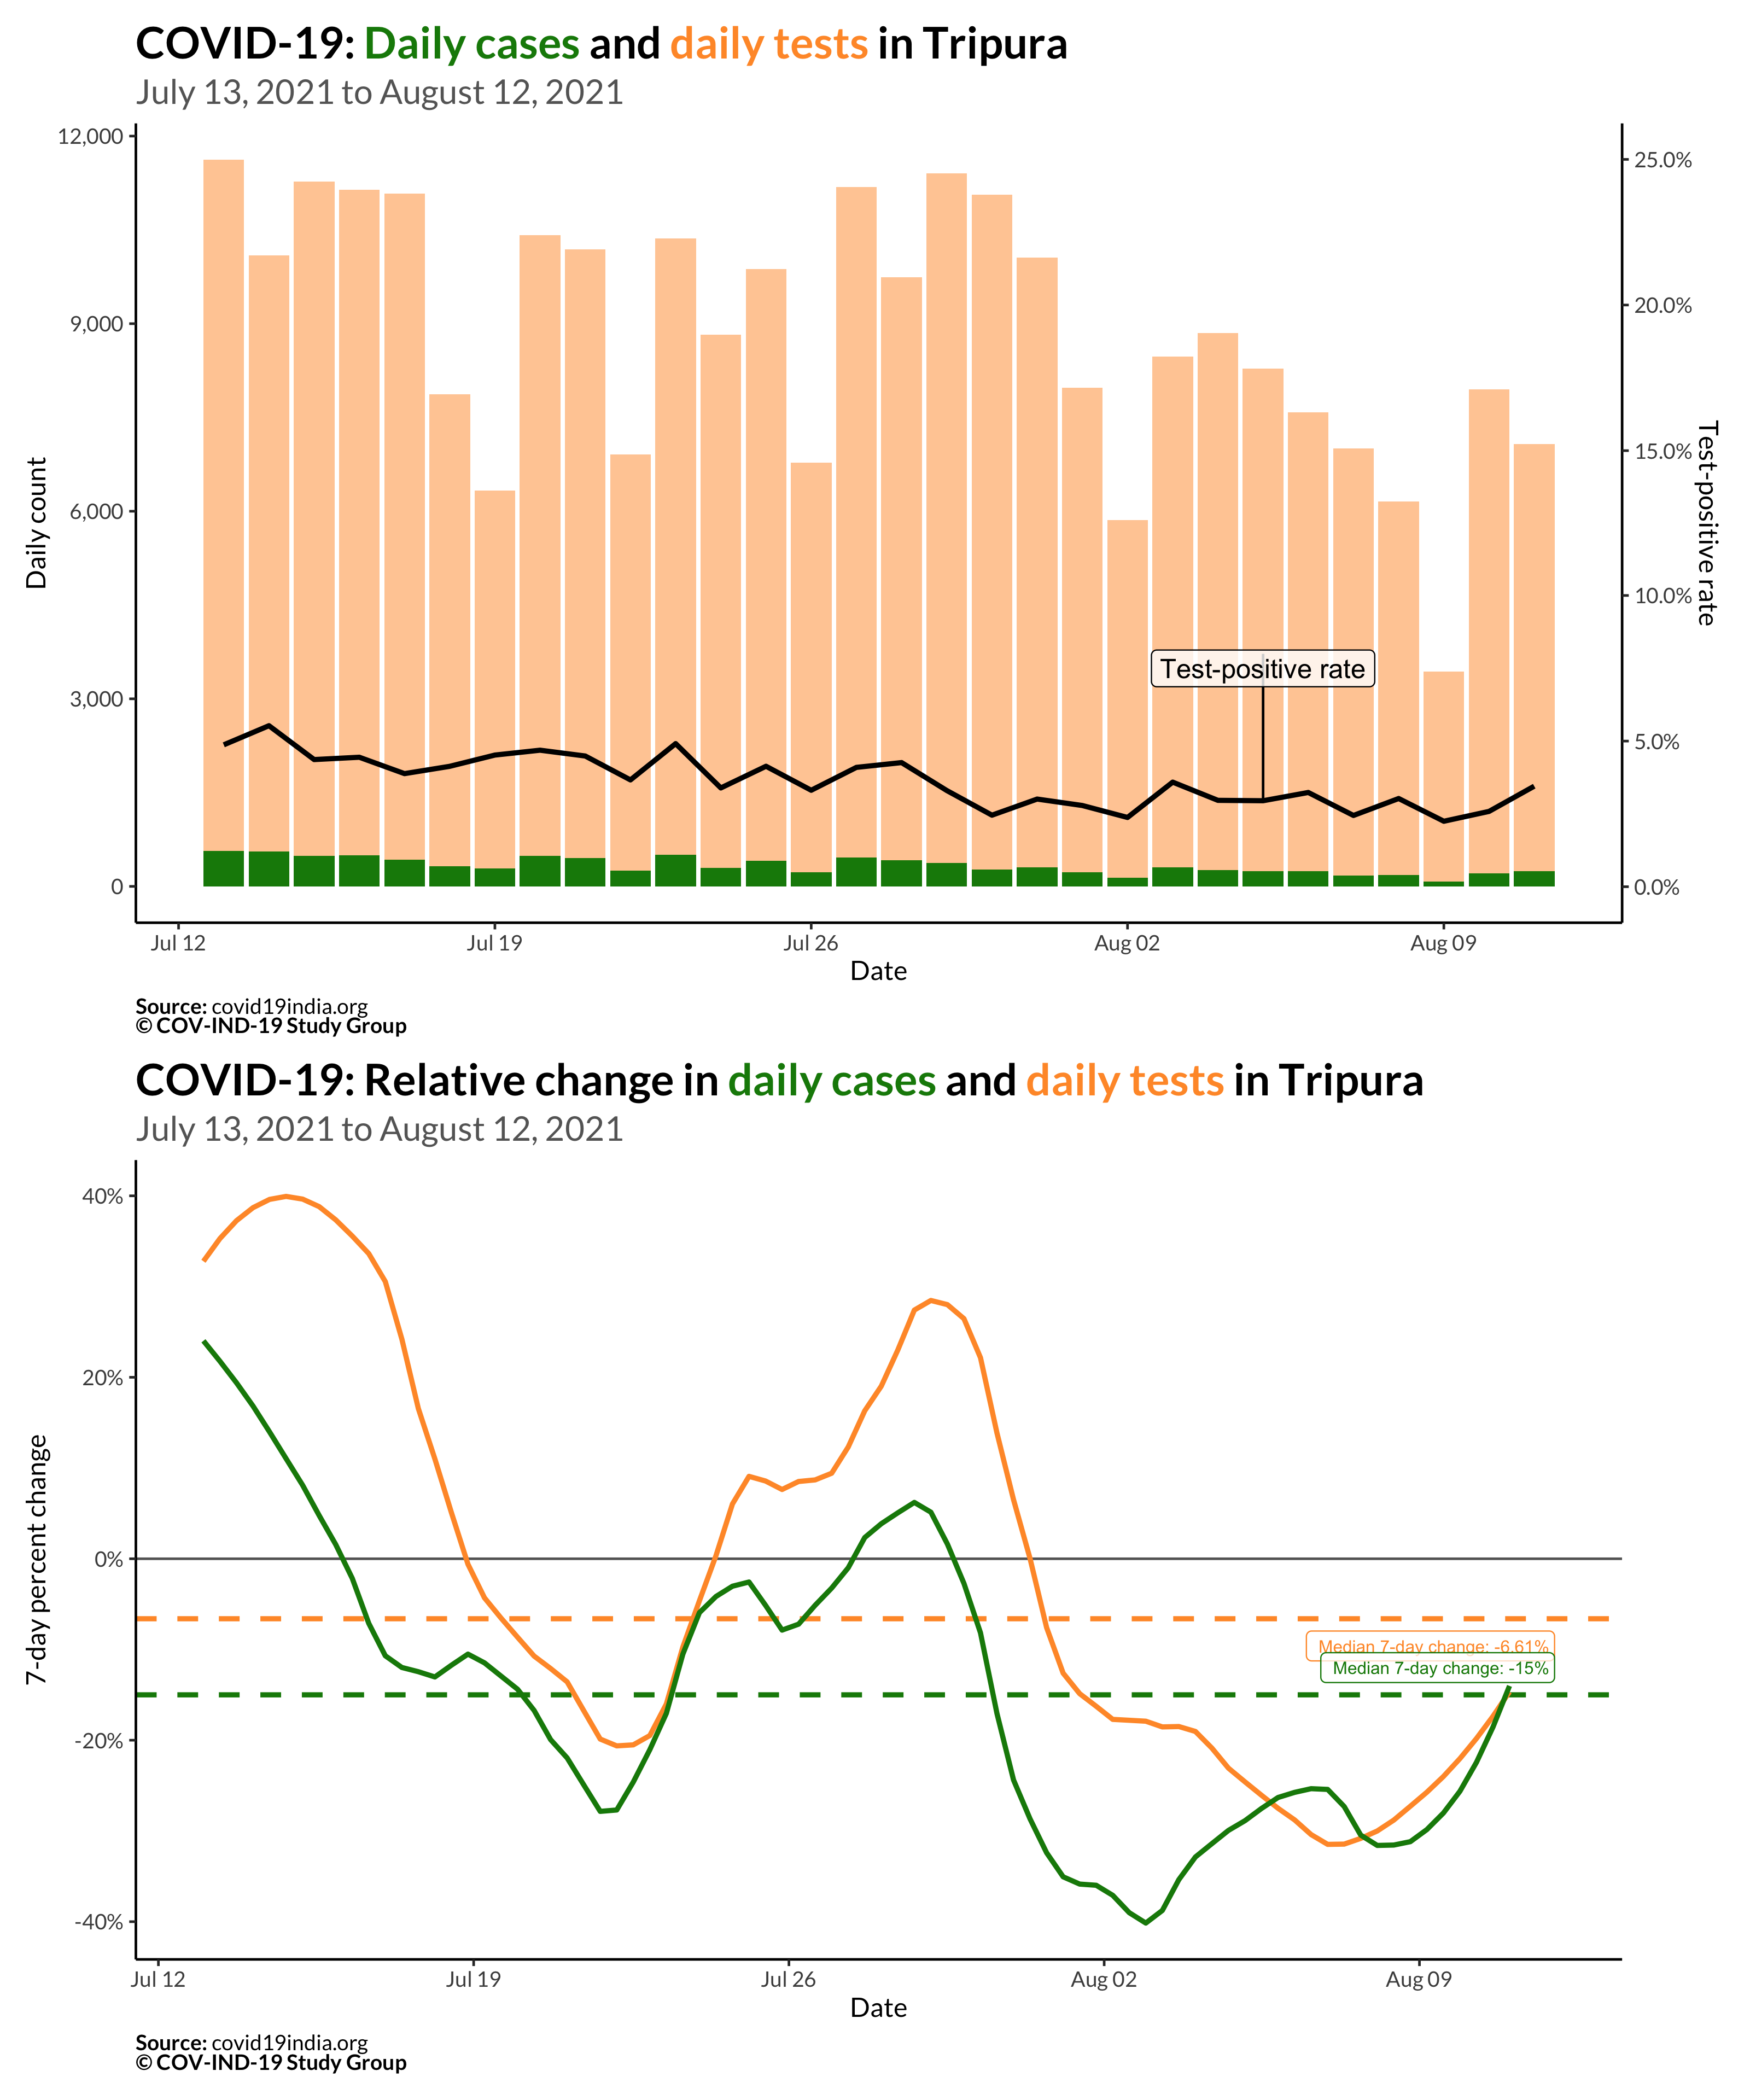 COVID-19: Daily cases and daily tests in Tripura
July 13, 2021 to August 12, 2021
12,000
9,000
6,000
3,000
0
Daily count
25.0%
20.0%
15.0%
10.0%
5.0%
0.0%
Test-positive rate
Test-positive rate
Jul 12
Jul 19
Jul 26
Aug 02
Aug 09
Date
Source: covid19india.org
© COV-IND-19 Study Group
COVID-19: Relative change in daily cases and daily tests in Tripura
July 13, 2021 to August 12, 2021
40%
20%
0%
-20%
-40%
7-day percent change
Median 7-day change: -6.61%
Median 7-day change: -15%
Jul 12
Jul 19
Jul 26
Aug 02
Aug 09
Date
Source: covid19india.org
© COV-IND-19 Study Group